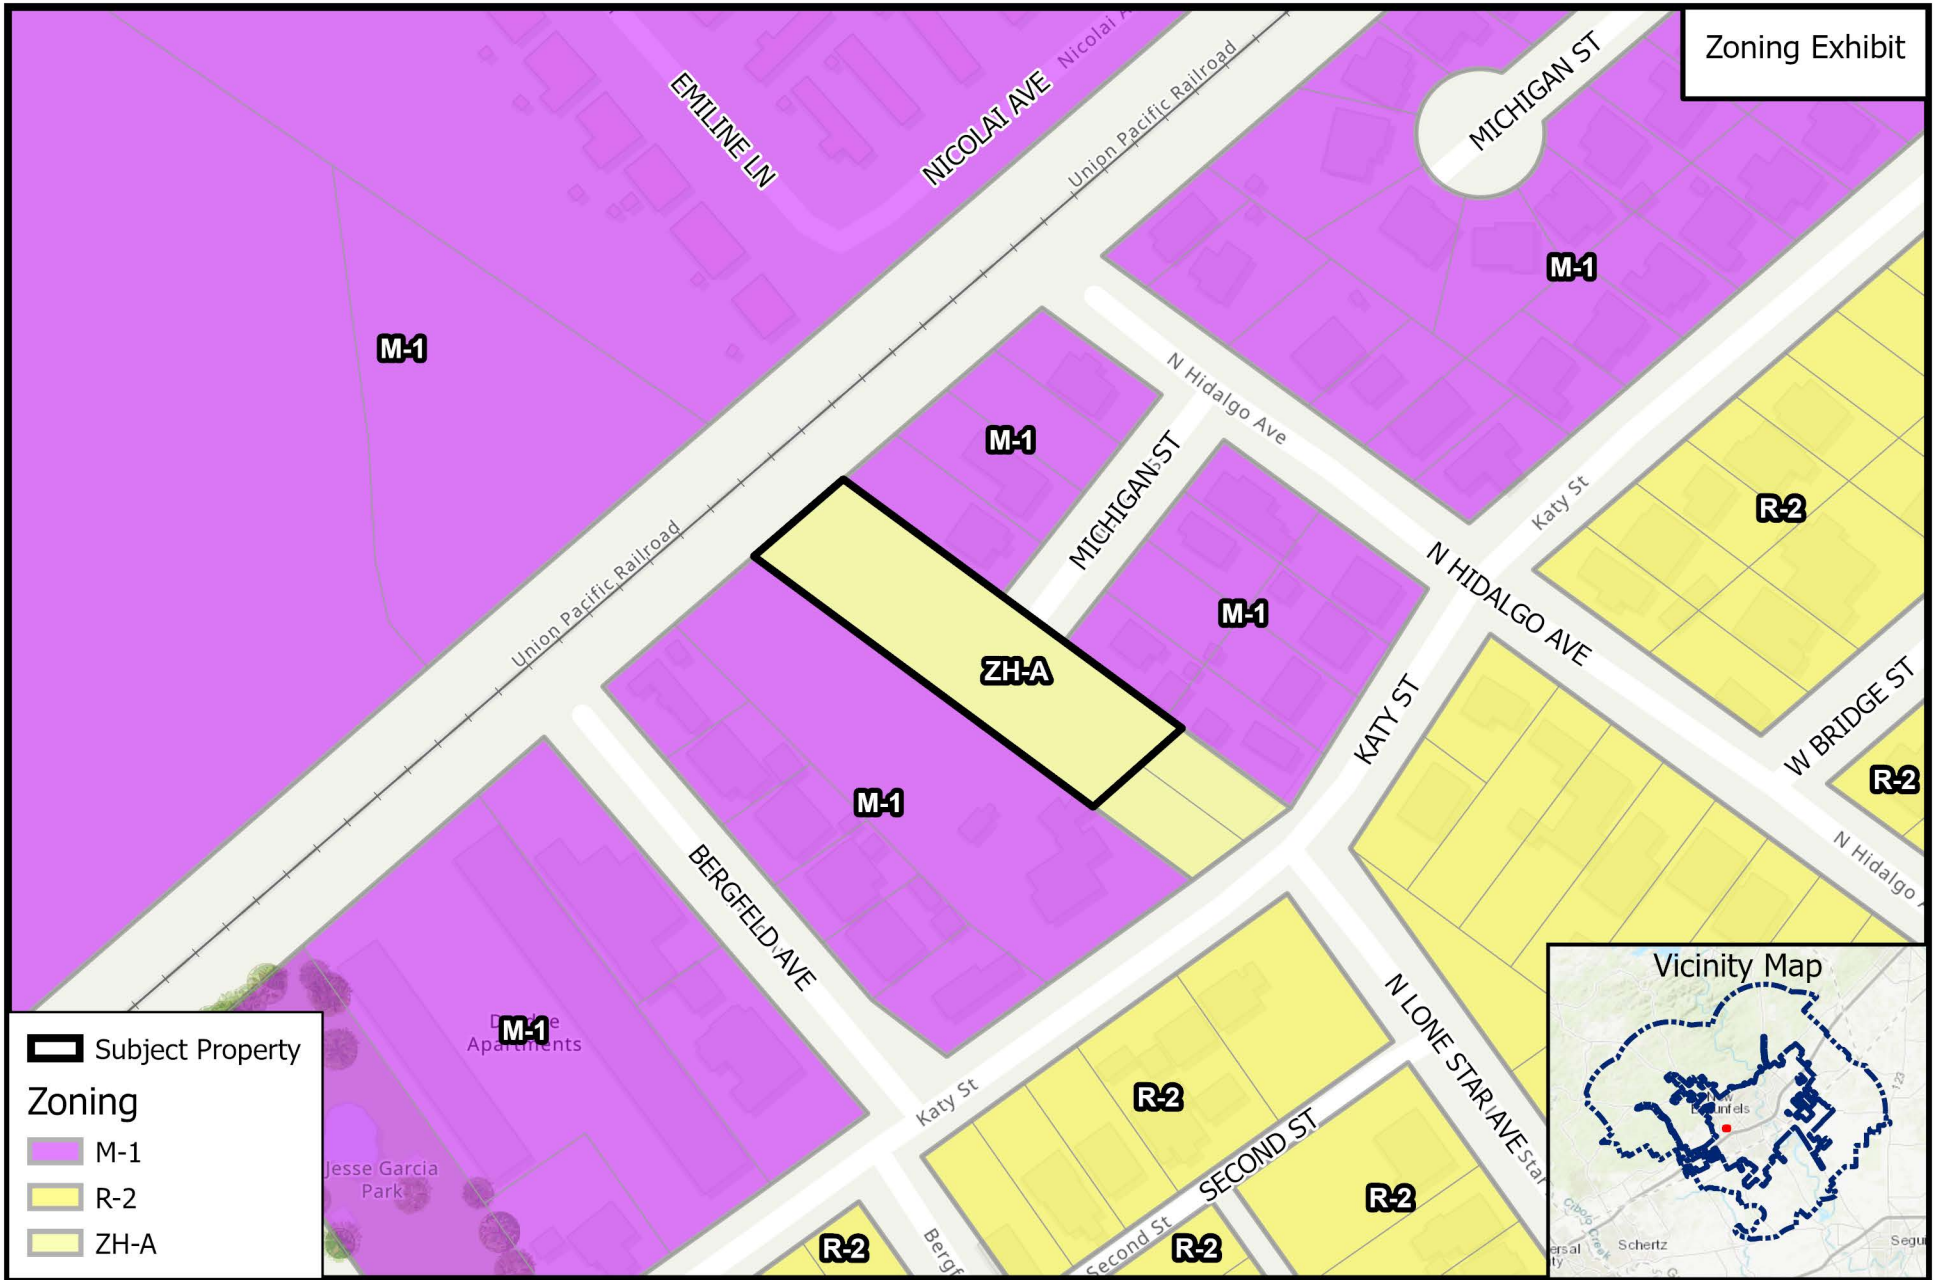 Zoning Exhibit
MICHIGAN ST
EMILINE LN
NICOLAI AVE
Nicolai
Union Pacific Railroad
M-1
M-1
N Hidalgo Ave
M-1
MICHIGAN ST
Katy St
R-2
Union Pacific Railroad
N HIDALGO AVE
M-1
ZH-A
KATY ST
W BRIDGE ST
R-2
M-1
N Hidalgo
BERGFELD AVE
N LONE STAR AVE
M-1
Apartments
Katy St
R-2
SECOND ST
Second St
R-2
R-2
R-2
Jesse Garcia
Park
Subject Property
Zoning
M-1
R-2
ZH-A
Vicinity Map
123
Cibolo
Creek
Schertz